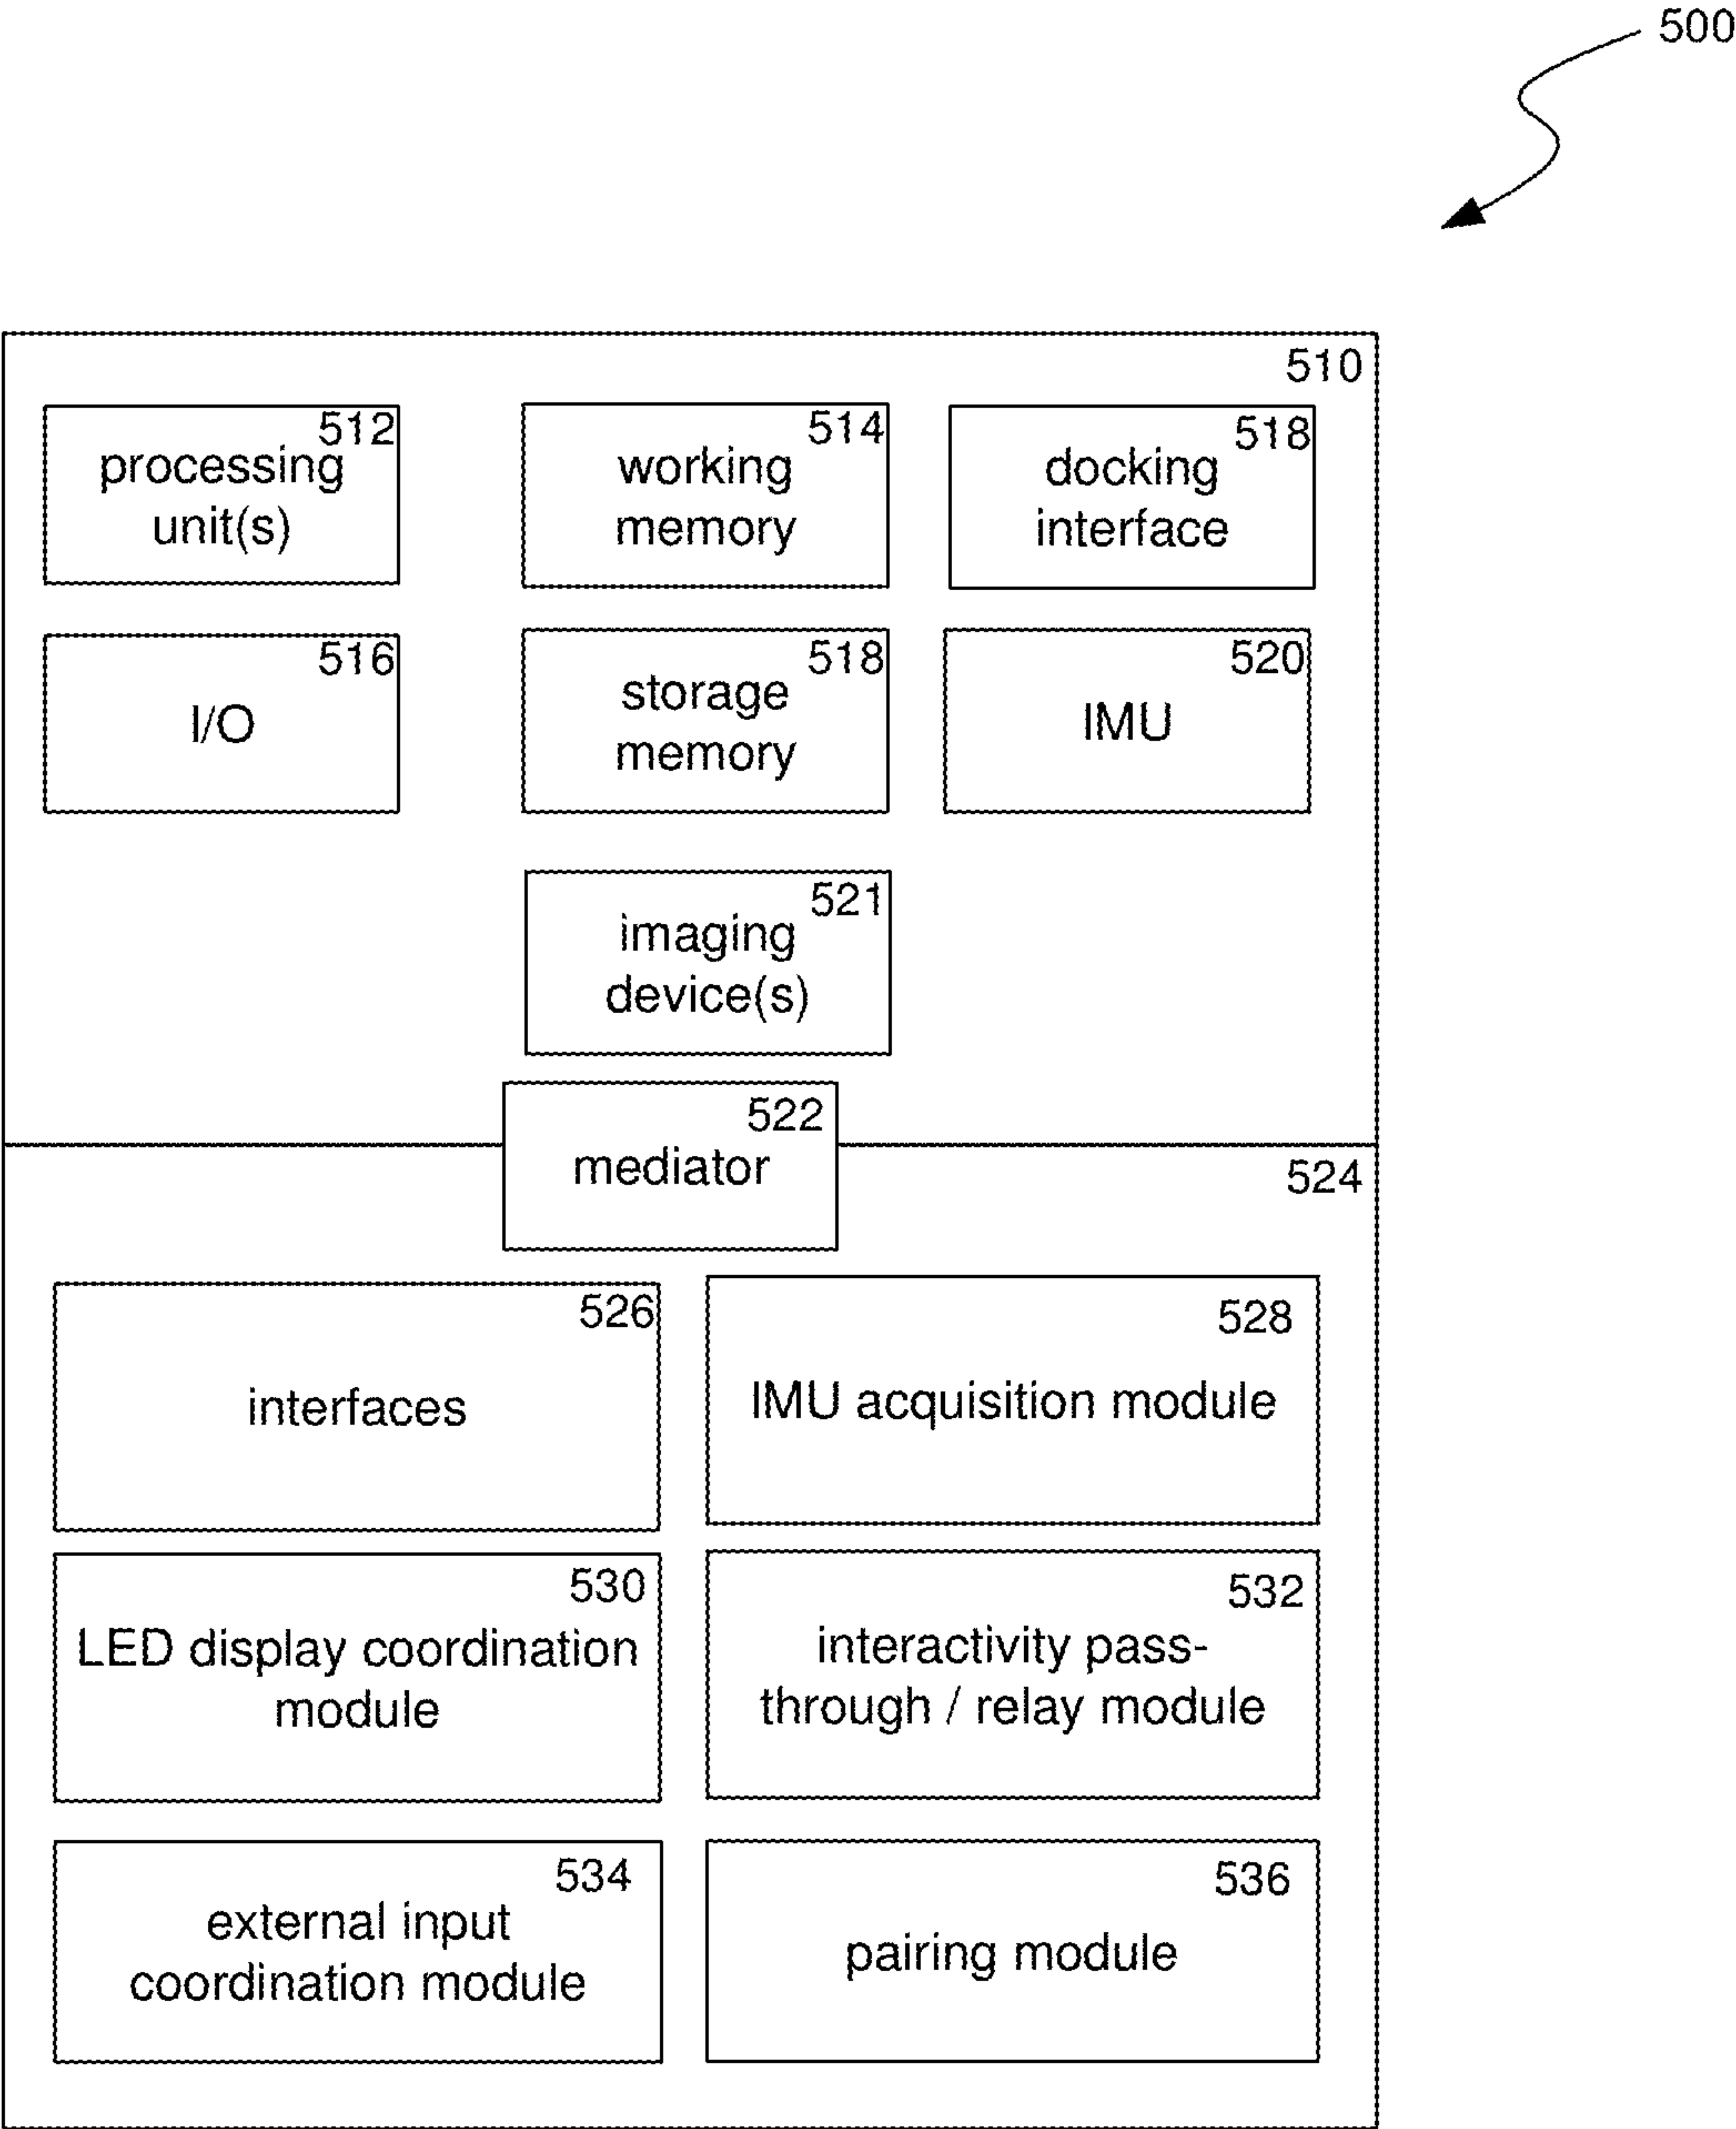 500
510
512
processing
unit(s)
514
working
memory
518
docking
interface
516
I/O
518
storage
memory
520
IMU
521
imaging
device(s)
522
mediator
524
526
interfaces
528
IMU acquisition module
530
LED display coordination
module
532
interactivity pass-
through / relay module
534
external input
coordination module
536
pairing module